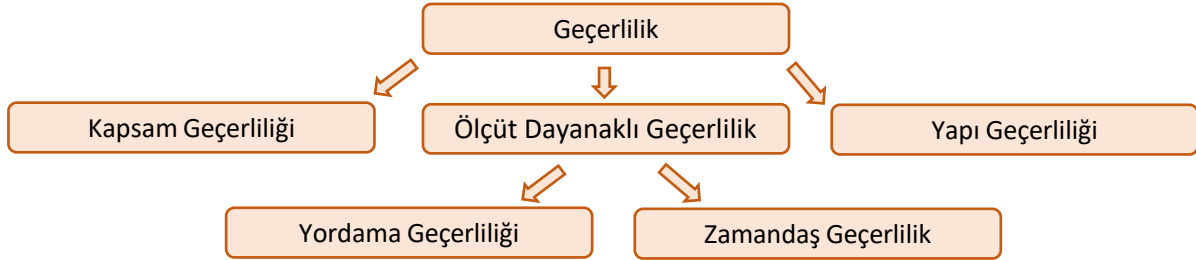 Geçerlilik
Kapsam Geçerliliği
Ölçüt Dayanaklı Geçerlilik
Yapı Geçerliliği
Yordama Geçerliliği
Zamandaş Geçerlilik